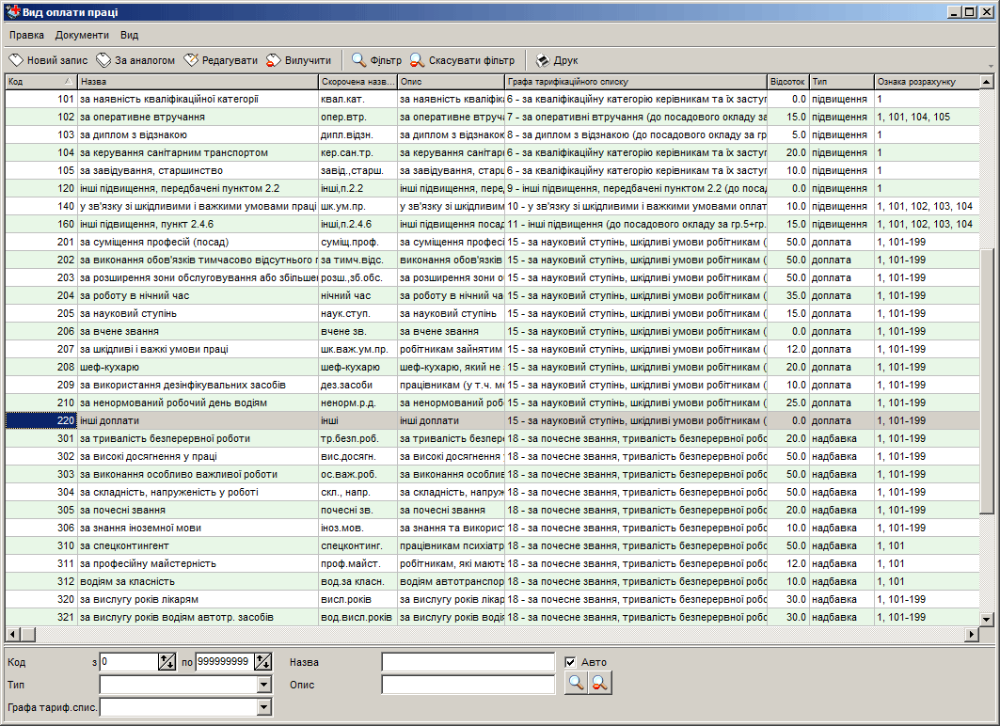 Вид оплати праці
Правка Документи Вид
Новий запис За аналогом Редагувати Вилучити Фільтр Скасувати фільтр Друк
Код Назва Скорочена назв... Опис Графа тарифікаційного списку Відсоток Тип Ознака розрахунку
101 за наявність кваліфікаційної категорії квал.кат. за наявність кваліфіка 6 - за кваліфікаційну категорію керівникам та їх заступ 0.0 підвищення 1
102 за оперативне втручання опер.втр. за оперативне втруча 7 - за оперативні втручання (до посадового окладу за 15.0 підвищення 1, 101, 104, 105
103 за диплом з відзнакою дипл.відзн. за диплом з відзнакою 8 - за диплом з відзнакою (до посадового окладу за гр 5.0 підвищення 1
104 за керування санітарним транспортом кер.сан.тр. за керування санітарн 6 - за кваліфікаційну категорію керівникам та їх заступ 20.0 підвищення 1
105 за завідування, старшинство завід.,старш. за завідування, старш 6 - за кваліфікаційну категорію керівникам та їх заступ 10.0 підвищення 1
120 інші підвищення, передбачені пунктом 2.2 інші,п.2.2 інші підвищення, пере 9 - інші підвищення, передбачені пунктом 2.2 (до посад 0.0 підвищення 1
140 у зв'язку зі шкідливими і важкими умовами праці шк.ум.пр. у зв'язку зі шкідливим 10 - у зв'язку зі шкідливими і важкими умовами оплат 10.0 підвищення 1, 101, 102, 103, 104
160 інші підвищення, пункт 2.4.6 інші,п.2.4.6 інші підвищення посад 11 - інші підвищення (до посадового окладу за гр.5+гр. 15.0 підвищення 1, 101, 102, 103, 104
201 за суміщення професій (посад) суміщ.проф. за суміщення професі 15 - за науковий ступінь, шкідливі умови робітникам ( 50.0 доплата 1, 101-199
202 за виконання обов'язків тимчасово відсутнього за тимч.відс. виконання обов'язків 15 - за науковий ступінь, шкідливі умови робітникам ( 50.0 доплата 1, 101-199
203 за розширення зони обслуговування або збільше розш.,зб.обс. за розширення зони о 15 - за науковий ступінь, шкідливі умови робітникам ( 50.0 доплата 1, 101-199
204 за роботу в нічний час нічний час за роботу в нічний ча 15 - за науковий ступінь, шкідливі умови робітникам ( 35.0 доплата 1, 101-199
205 за науковий ступінь наук.ступ. за науковий ступінь 15 - за науковий ступінь, шкідливі умови робітникам ( 15.0 доплата 1, 101-199
206 за вчене звання вчене зв. за вчене звання 15 - за науковий ступінь, шкідливі умови робітникам ( 0.0 доплата 1, 101-199
207 за шкідливі і важкі умови праці шк.важ.ум.пр. робітникам зайнятим 15 - за науковий ступінь, шкідливі умови робітникам ( 12.0 доплата 1, 101-199
208 шеф-кухарю шеф-кухарю шеф-кухарю, який не 15 - за науковий ступінь, шкідливі умови робітникам ( 20.0 доплата 1, 101-199
209 за використання дезінфікувальних засобів дез.засоби працівникам (у т.ч. м 15 - за науковий ступінь, шкідливі умови робітникам ( 10.0 доплата 1, 101-199
210 за ненормований робочий день водіям ненорм.р.д. за ненормований роб 15 - за науковий ступінь, шкідливі умови робітникам ( 25.0 доплата 1, 101-199
220 інші доплати інші інші доплати 15 - за науковий ступінь, шкідливі умови робітникам ( 0.0 доплата 1, 101-199
301 за тривалість безперервної роботи тр.безп.роб. за тривалість безпере 18 - за почесне звання, тривалість безперервної робо 20.0 надбавка 1, 101-199
302 за високі досягнення у праці вис.досягн. за високі досягнення 18 - за почесне звання, тривалість безперервної робо 50.0 надбавка 1, 101-199
303 за виконання особливо важливої роботи ос.важ.роб. за виконання особлив 18 - за почесне звання, тривалість безперервної робо 50.0 надбавка 1, 101-199
304 за складність, напруженість у роботі скл., напр. за складність, напруж 18 - за почесне звання, тривалість безперервної робо 50.0 надбавка 1, 101-199
305 за почесні звання почесні зв. за почесні звання 18 - за почесне звання, тривалість безперервної робо 20.0 надбавка 1, 101-199
306 за знання іноземної мови іноз.мов. за знання та використ 18 - за почесне звання, тривалість безперервної робо 10.0 надбавка 1, 101-199
310 за спецконтингент спецконтинг. працівникам психіатр 18 - за почесне звання, тривалість безперервної робо 50.0 надбавка 1, 101
311 за професійну майстерність проф.майст. робітникам, які мають 18 - за почесне звання, тривалість безперервної робо 12.0 надбавка 1, 101
312 водіям за класність вод.за класн. водіям автотранспор 18 - за почесне звання, тривалість безперервної робо 10.0 надбавка 1, 101
320 за вислугу років лікарям висл.років за вислугу років лікар 18 - за почесне звання, тривалість безперервної робо 30.0 надбавка 1, 101-199
321 за вислугу років водіям автотр. засобів вод.висл.років за вислугу років водія 18 - за почесне звання, тривалість безперервної робо 30.0 надбавка 1, 101-199
Код з 0 по 999999999 Назва Авто
Тип Опис
Графа тариф.спис.